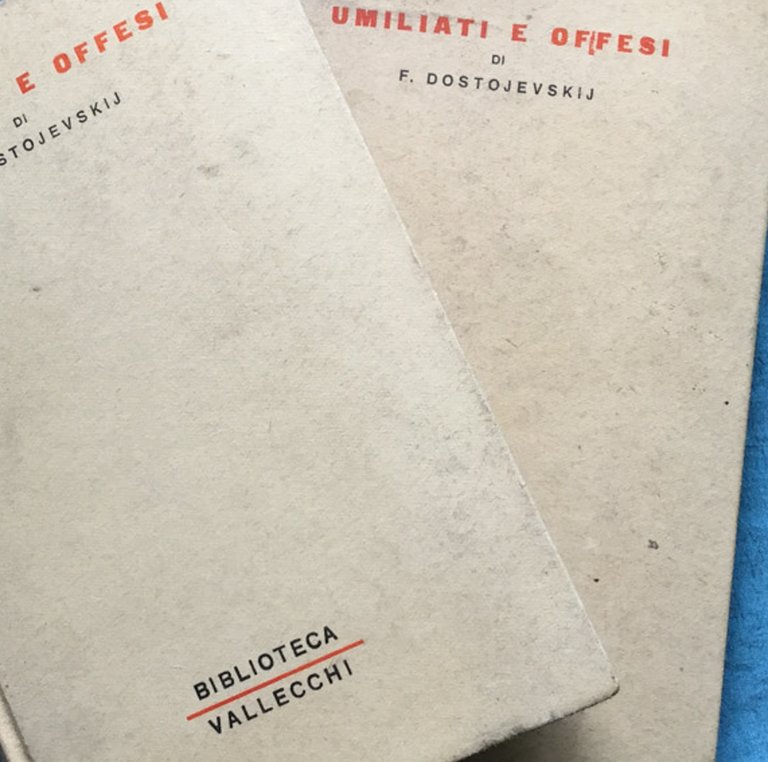 E OFFESI
DI
STOJEVSKIJ
BIBLIOTECA
VALLECCHI
UMILIATI E OFFESI
DI
F. DOSTOJEVSKIJ